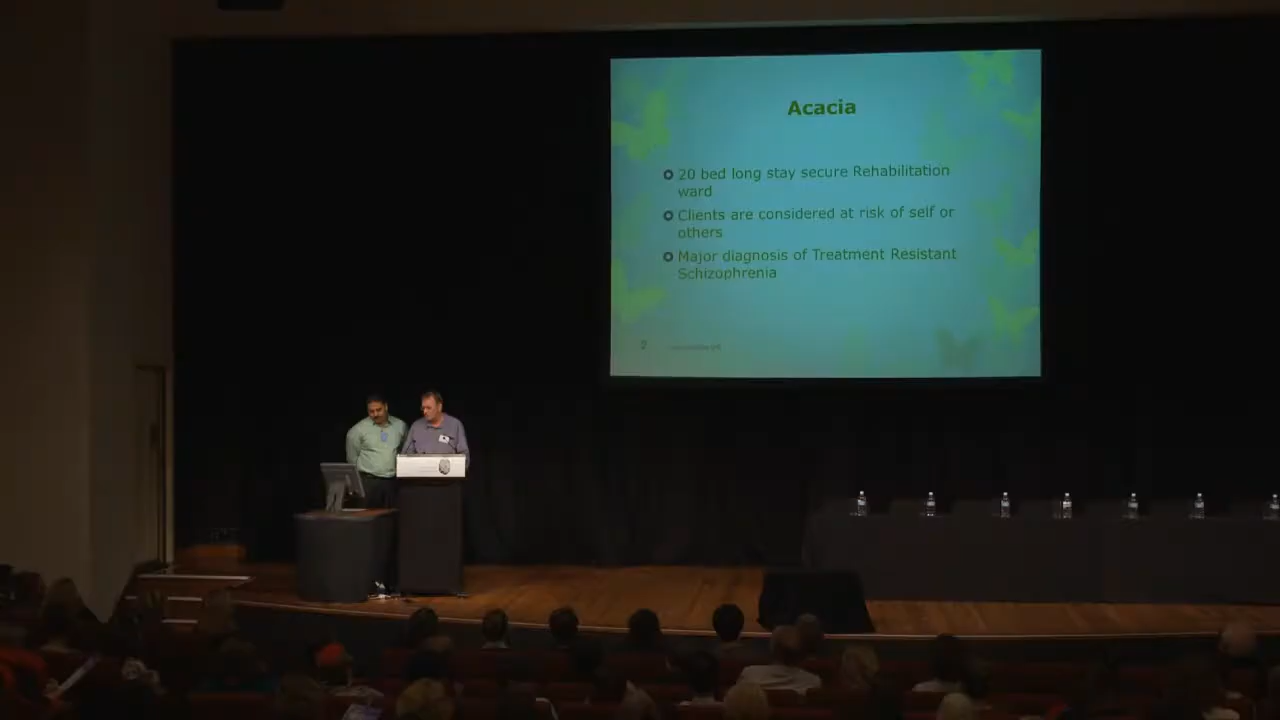 Acacia
20 bed long stay secure Rehabilitation
ward
Clients are considered at risk of self or
others
Major diagnosis of Treatment Resistant
Schizophrenia
2